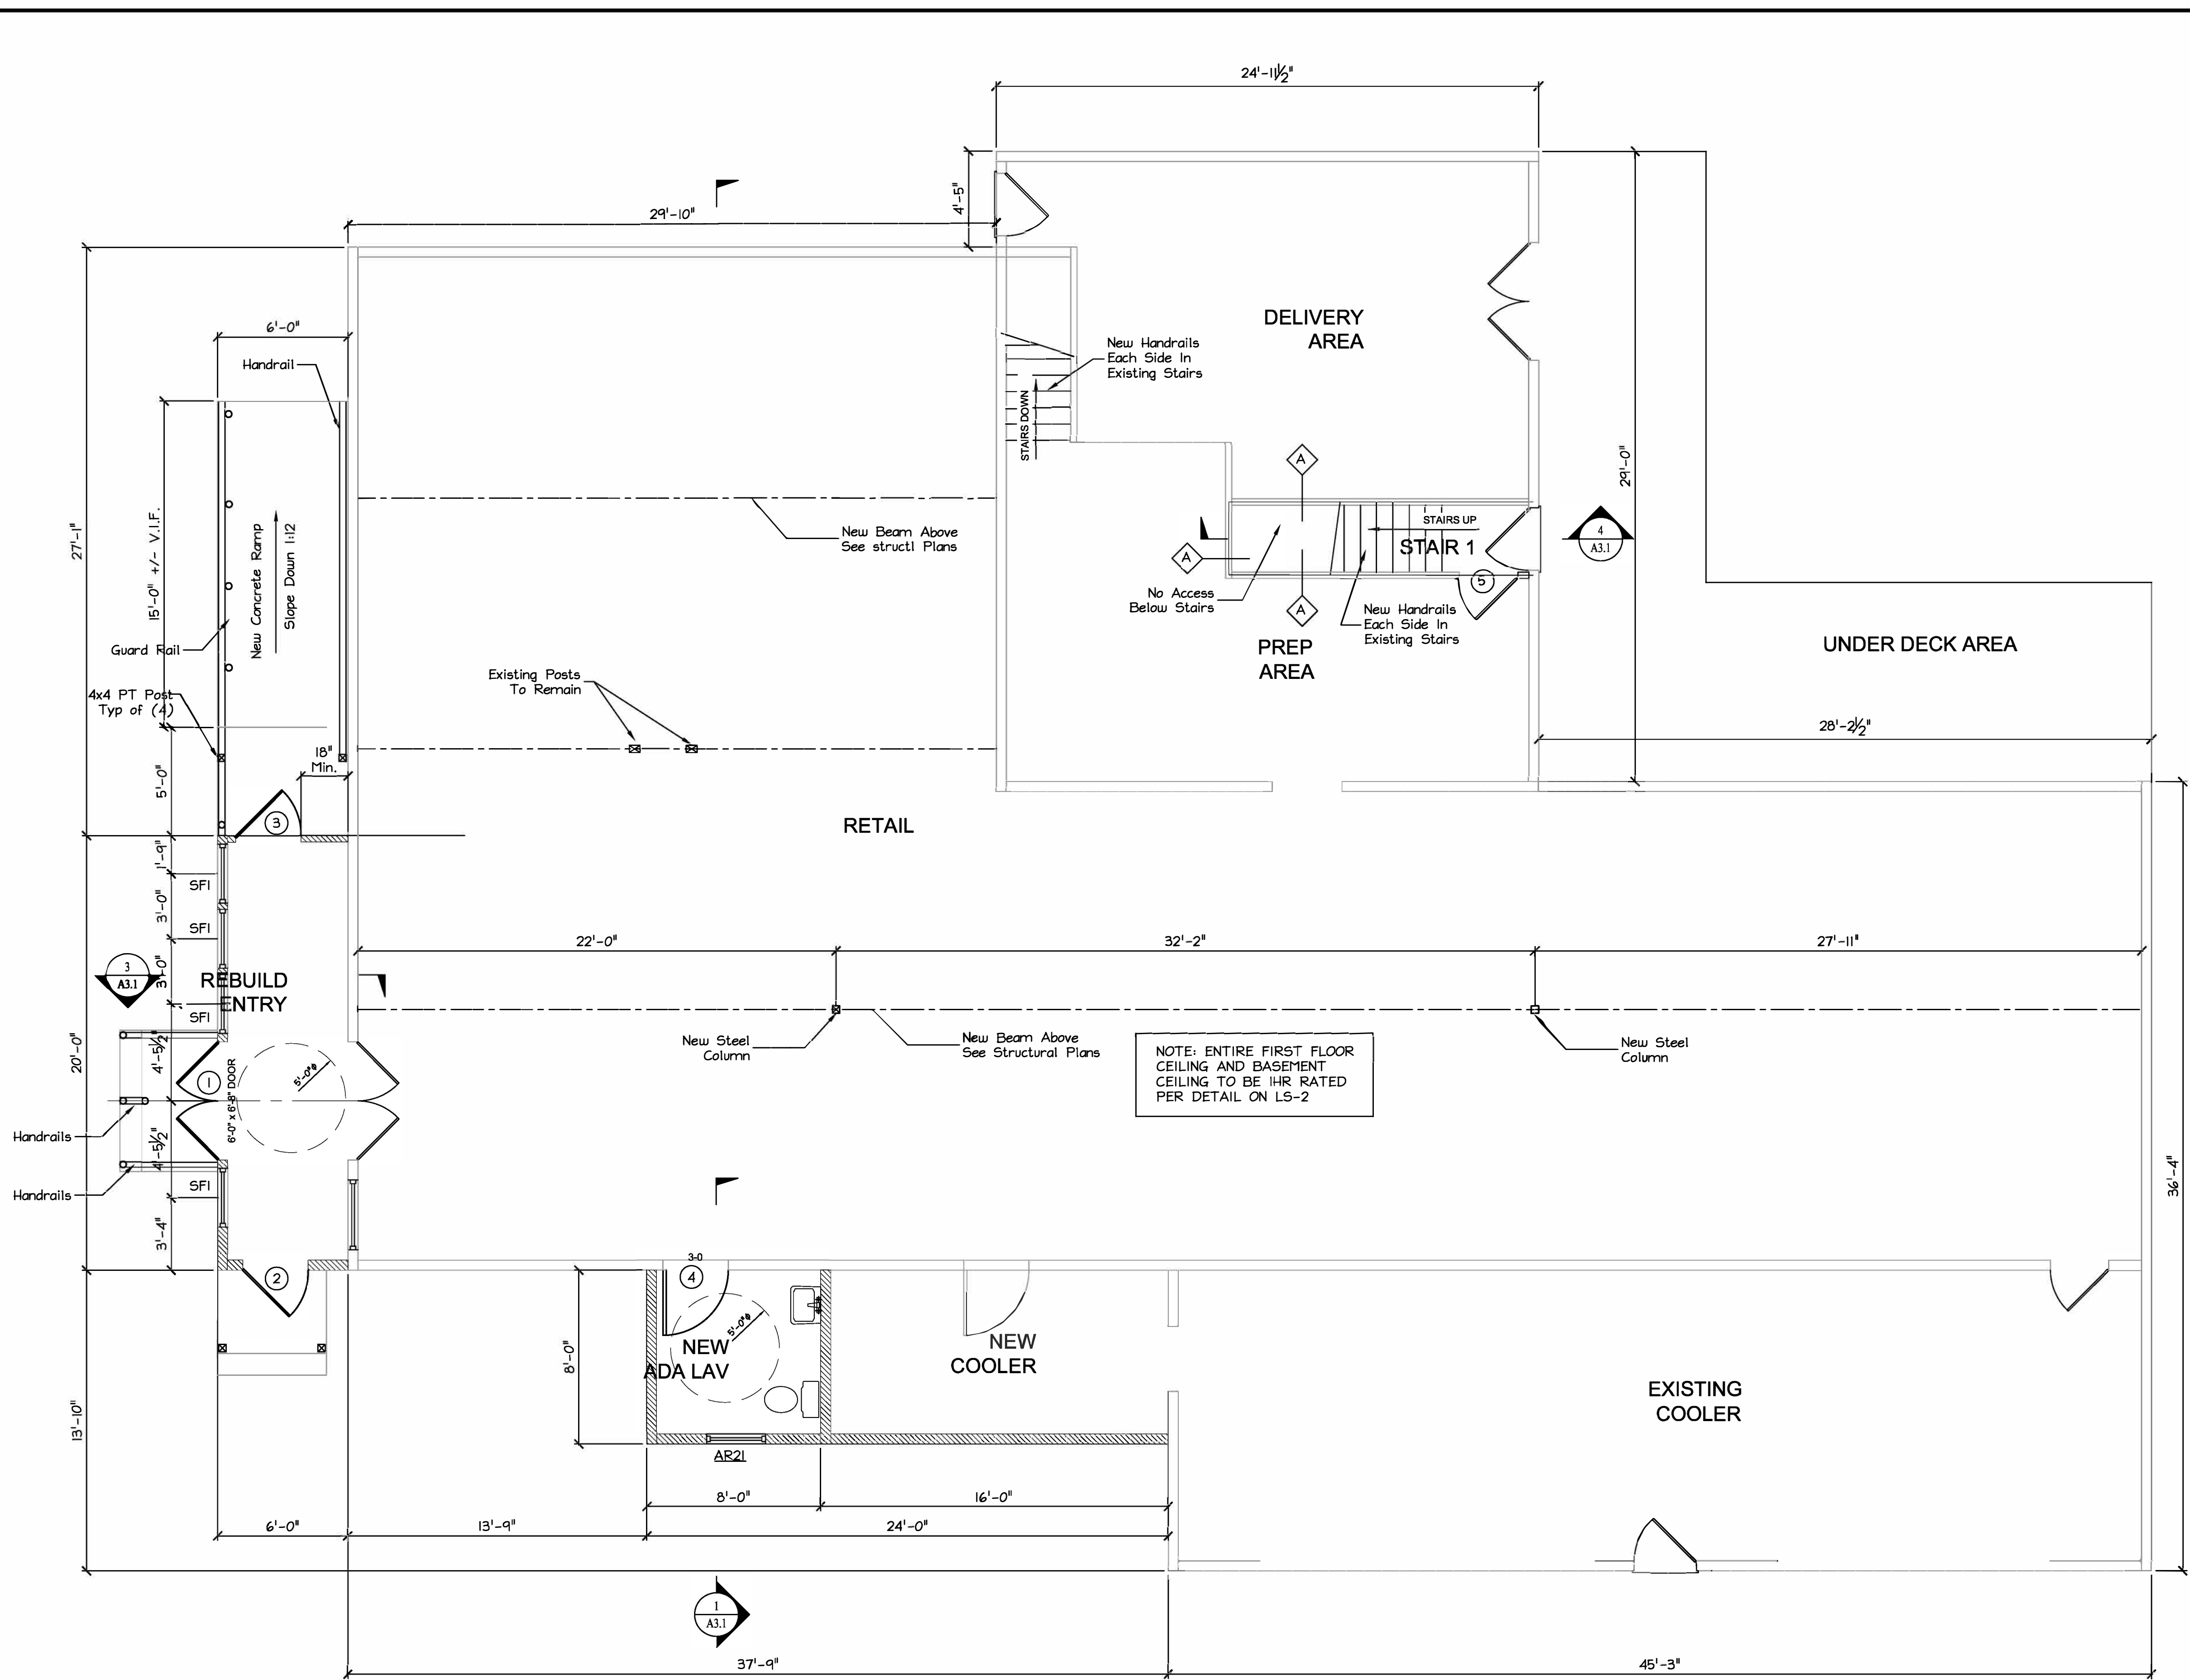 24'-11½"
29'-10"
4'-5"
6'-0"
Handrail
DELIVERY
AREA
New Handrails
Each Side In
Existing Stairs
STAIRS DOWN
27'-1"
15'-0" +/- V.I.F.
New Concrete Ramp
Slope Down 1:12
29'-0"
A
New Beam Above
See structl Plans
STAIRS UP
STAIR 1
4
A3.1
A
5
No Access
Below Stairs
A
New Handrails
Each Side In
Existing Stairs
Guard Rail
PREP
AREA
UNDER DECK AREA
Existing Posts
To Remain
4x4 PT Post
Typ of (4)
28'-2½"
18"
Min.
5'-0"
3
RETAIL
1'-9"
SF1
3'-0"
SF1
22'-0"
32'-2"
27'-11"
3
A3.1
3'-0"
REBUILD
ENTRY
SF1
New Steel
Column
New Beam Above
See Structural Plans
NOTE: ENTIRE FIRST FLOOR
CEILING AND BASEMENT
CEILING TO BE 1HR RATED
PER DETAIL ON LS-2
New Steel
Column
20'-0"
4'-5½"
1
6'-0" x 6'-8" DOOR
5'-0"ø
Handrails
4'-5½"
Handrails
SF1
3'-4"
36'-4"
3-0
2
4
5'-0"ø
8'-0"
NEW
ADA LAV
NEW
COOLER
EXISTING
COOLER
13'-10"
AR21
8'-0"
16'-0"
6'-0"
13'-9"
24'-0"
1
A3.1
37'-9"
45'-3"